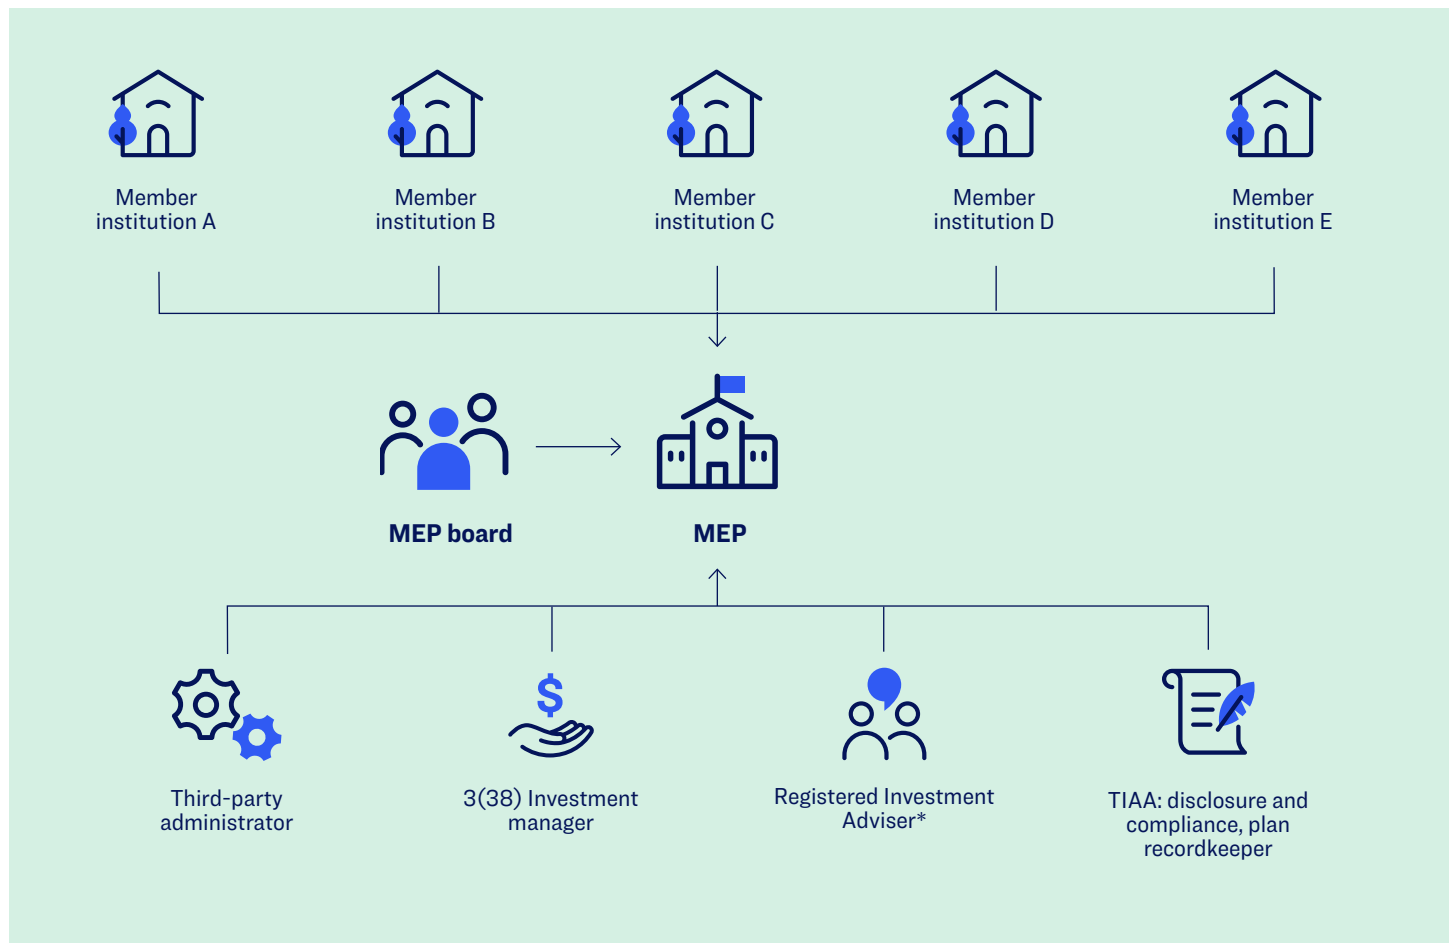 Member
institution A
Member
institution B
Member
institution C
Member
institution D
Member
institution E
MEP board
MEP
$
Third-party
administrator
3(38) Investment
manager
Registered Investment
Adviser*
TIAA: disclosure and
compliance, plan
recordkeeper